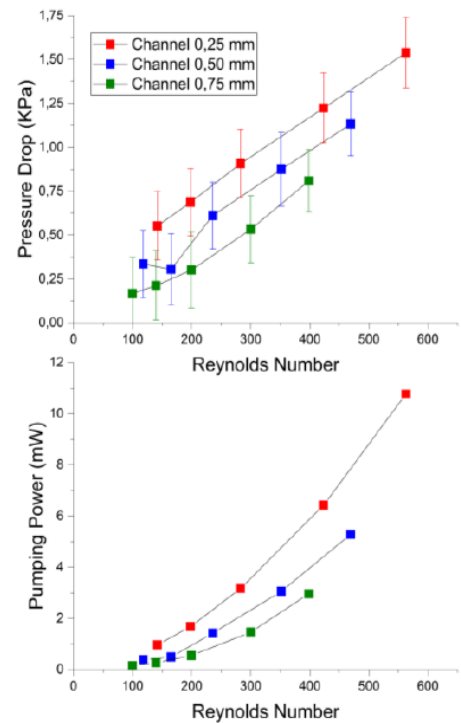 1,75
1,50
1,25
1,00
0,75
0,50
0,25
0,00
Pressure Drop (KPa)
Channel 0,25 mm
Channel 0,50 mm
Channel 0,75 mm
0 100 200 300 400 500 600
Reynolds Number
12
10
8
6
4
2
0
Pumping Power (mW)
0 100 200 300 400 500 600
Reynolds Number